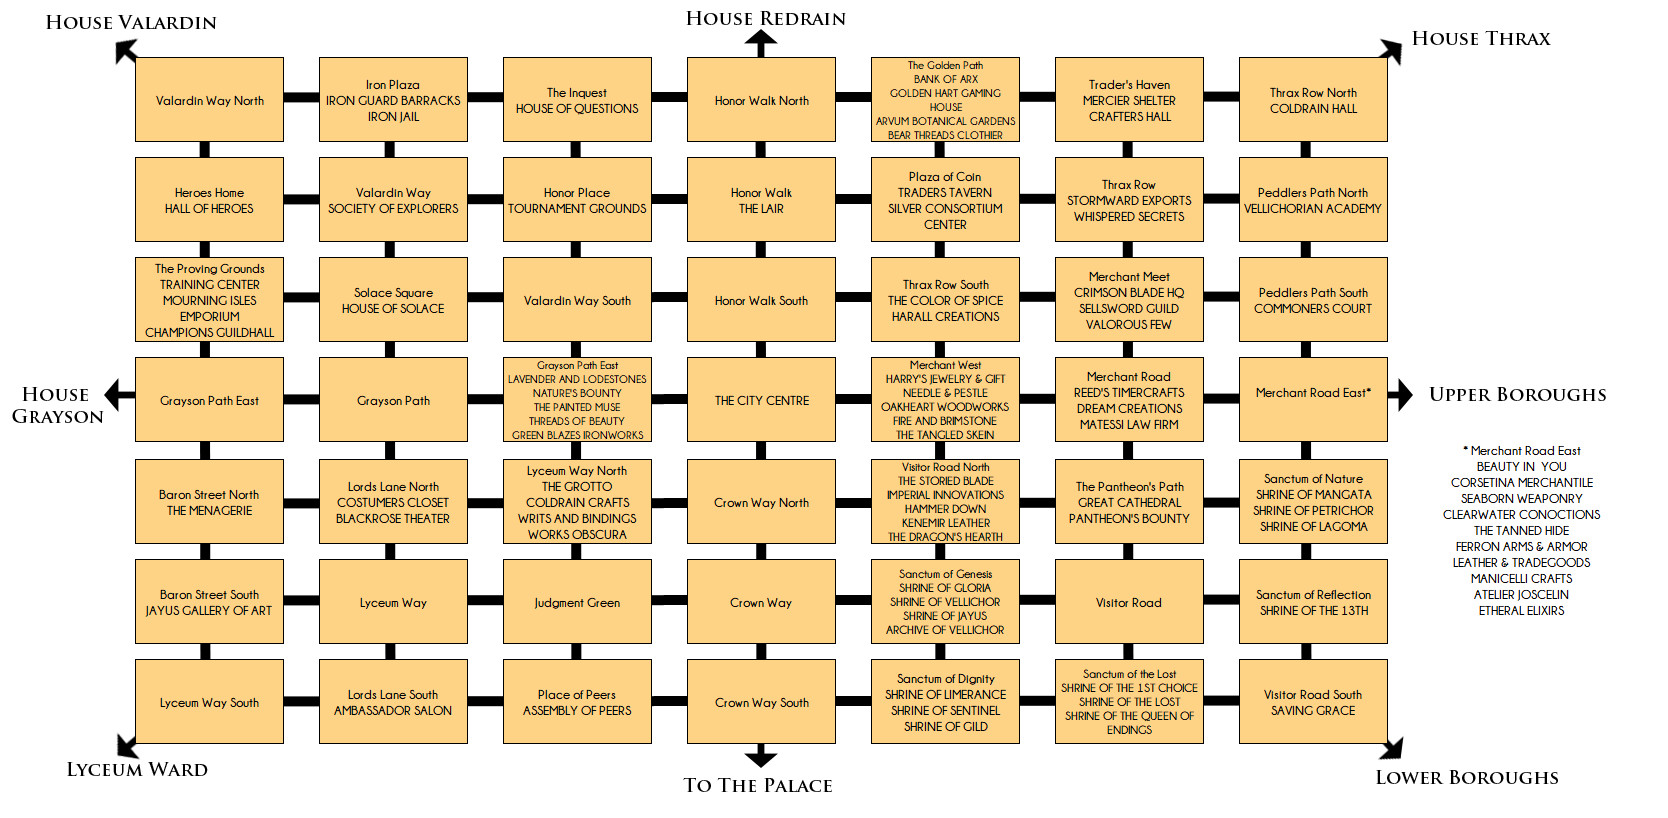 HOUSE VALARDIN
HOUSE REDRAIN
HOUSE THRAX
Valardin Way North
Iron Plaza
IRON GUARD BARRACKS
IRON JAIL
The Inquest
HOUSE OF QUESTIONS
Honor Walk North
The Golden Path
BANK OF ARX
GOLDEN HART GAMING
HOUSE
ARVUM BOTANICAL GARDENS
BEAR THREADS CLOTHIER
Trader's Haven
MERCIER SHELTER
CRAFTERS HALL
Thrax Row North
COLDRAIN HALL
Heroes Home
HALL OF HEROES
Valardin Way
SOCIETY OF EXPLORERS
Honor Place
TOURNAMENT GROUNDS
Honor Walk
THE LAIR
Plaza of Coin
TRADERS TAVERN
SILVER CONSORTIUM
CENTER
Thrax Row
STORMWARD EXPORTS
WHISPERED SECRETS
Peddlers Path North
VELLICHORIAN ACADEMY
The Proving Grounds
TRAINING CENTER
MOURNING ISLES
EMPORIUM
CHAMPIONS GUILDHALL
Solace Square
HOUSE OF SOLACE
Valardin Way South
Honor Walk South
Thrax Row South
THE COLOR OF SPICE
HARALL CREATIONS
Merchant Meet
CRIMSON BLADE HQ
SELLSWORD GUILD
VALOROUS FEW
Peddlers Path South
COMMONERS COURT
HOUSE
GRAYSON
Grayson Path East
Grayson Path
Grayson Path East
LAVENDER AND LODESTONES
NATURE'S BOUNTY
THE PAINTED MUSE
THREADS OF BEAUTY
GREEN BLAZES IRONWORKS
THE CITY CENTRE
Merchant West
HARRY'S JEWELRY & GIFT
NEEDLE & PESTLE
OAKHEART WOODWORKS
FIRE AND BRIMSTONE
THE TANGLED SKEIN
Merchant Road
REED'S TIMERCRAFTS
DREAM CREATIONS
MATESSI LAW FIRM
Merchant Road East*
UPPER BOROUGHS
Baron Street North
THE MENAGERIE
Lords Lane North
COSTUMERS CLOSET
BLACKROSE THEATER
Lyceum Way North
THE GROTTO
COLDRAIN CRAFTS
WRITS AND BINDINGS
WORKS OBSCURA
Crown Way North
Visitor Road North
THE STORIED BLADE
IMPERIAL INNOVATIONS
HAMMER DOWN
KENEMIR LEATHER
THE DRAGON'S HEARTH
The Pantheon's Path
GREAT CATHEDRAL
PANTHEON'S BOUNTY
Sanctum of Nature
SHRINE OF MANGATA
SHRINE OF PETRICHOR
SHRINE OF LAGOMA
* Merchant Road East
BEAUTY IN YOU
CORSETINA MERCHANTILE
SEABORN WEAPONRY
CLEARWATER CONOCTIONS
THE TANNED HIDE
FERRON ARMS & ARMOR
LEATHER & TRADEGOODS
MANICELLI CRAFTS
ATELIER JOSCELIN
ETHERAL ELIXIRS
Baron Street South
JAYUS GALLERY OF ART
Lyceum Way
Judgment Green
Crown Way
Sanctum of Genesis
SHRINE OF GLORIA
SHRINE OF VELLICHOR
SHRINE OF JAYUS
ARCHIVE OF VELLICHOR
Visitor Road
Sanctum of Reflection
SHRINE OF THE 13TH
Lyceum Way South
Lords Lane South
AMBASSADOR SALON
Place of Peers
ASSEMBLY OF PEERS
Crown Way South
Sanctum of Dignity
SHRINE OF LIMERANCE
SHRINE OF SENTINEL
SHRINE OF GILD
Sanctum of the Lost
SHRINE OF THE 1ST CHOICE
SHRINE OF THE LOST
SHRINE OF THE QUEEN OF
ENDINGS
Visitor Road South
SAVING GRACE
LYCEUM WARD
TO THE PALACE
LOWER BOROUGHS